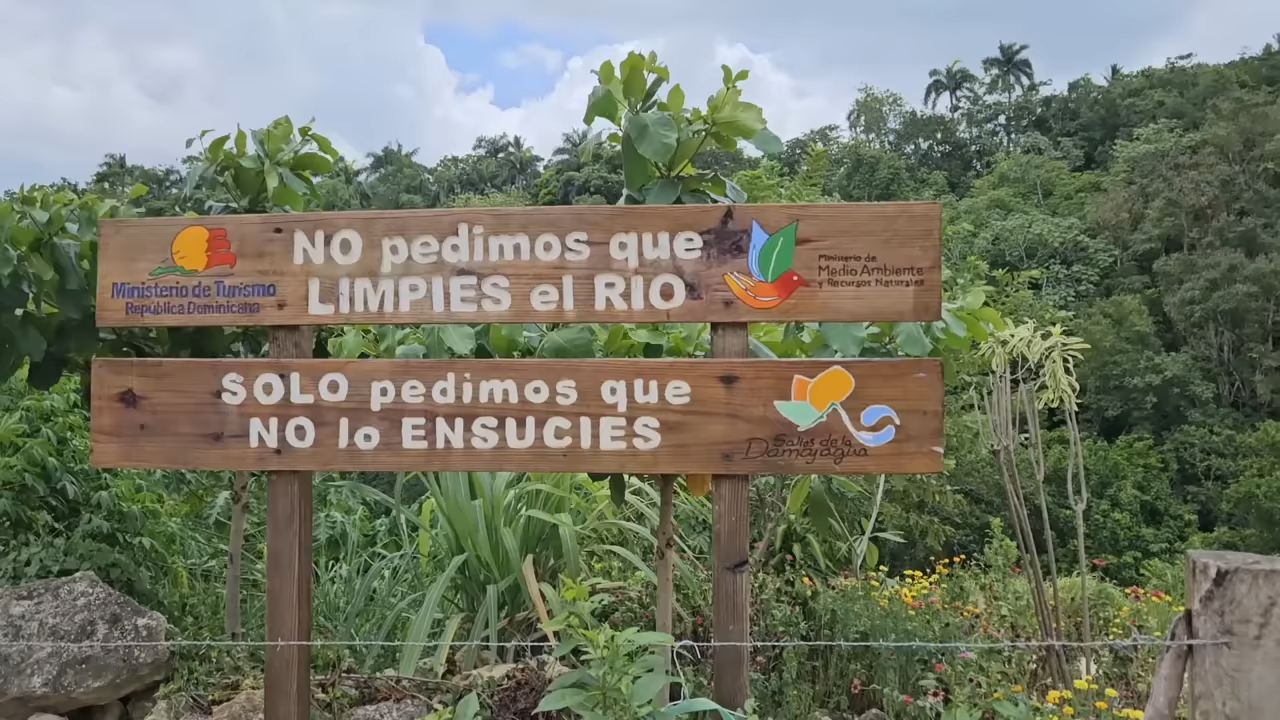 Ministerio de Turismo
República Dominicana
NO pedimos que
LIMPIES el RIO
Ministerio de
Medio Ambiente
y Recursos Naturales
SOLO pedimos que
NO lo ENSUCIES
Saltos de la
Damajagua